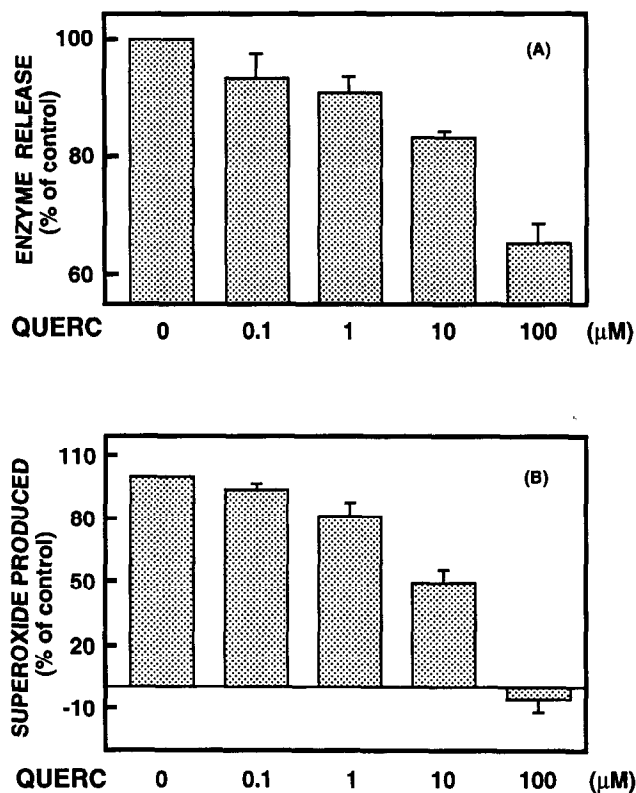 ENZYME RELEASE
(% of control)
100
80
60
(A)
QUERC 0 0.1 1 10 100 (μM)
SUPEROXIDE PRODUCED
(% of control)
110
80
50
20
-10
(B)
QUERC 0 0.1 1 10 100 (μM)